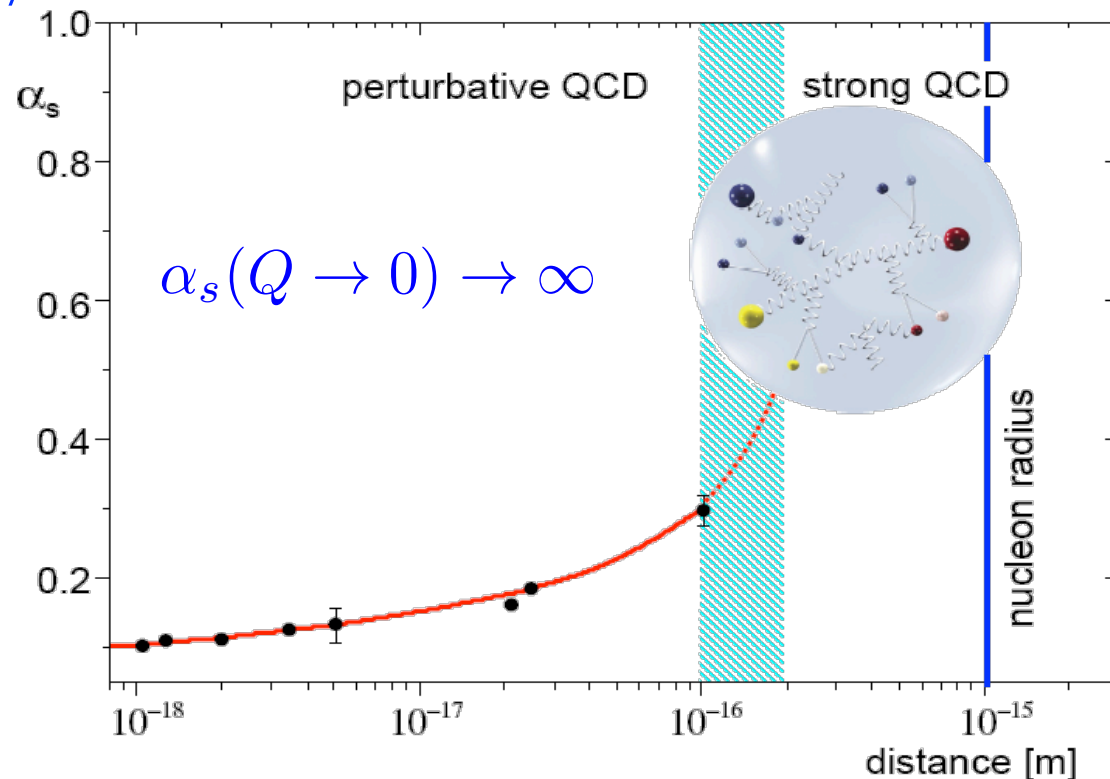 )
1.0
perturbative QCD
strong QCD
αₛ
0.8
αₛ(Q → 0) → ∞
0.6
0.4
0.2
nucleon radius
10⁻¹⁸
10⁻¹⁷
10⁻¹⁶
10⁻¹⁵
distance [m]